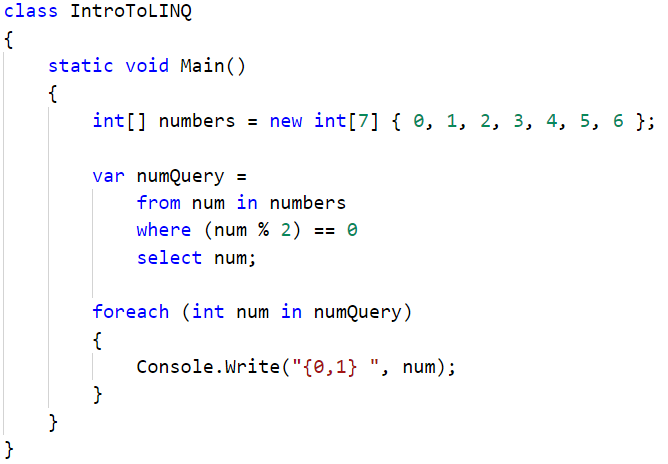 class IntroToLINQ
{
    static void Main()
    {
        int[] numbers = new int[7] { 0, 1, 2, 3, 4, 5, 6 };

        var numQuery =
            from num in numbers
            where (num % 2) == 0
            select num;

        foreach (int num in numQuery)
        {
            Console.Write("{0,1} ", num);
        }
    }
}